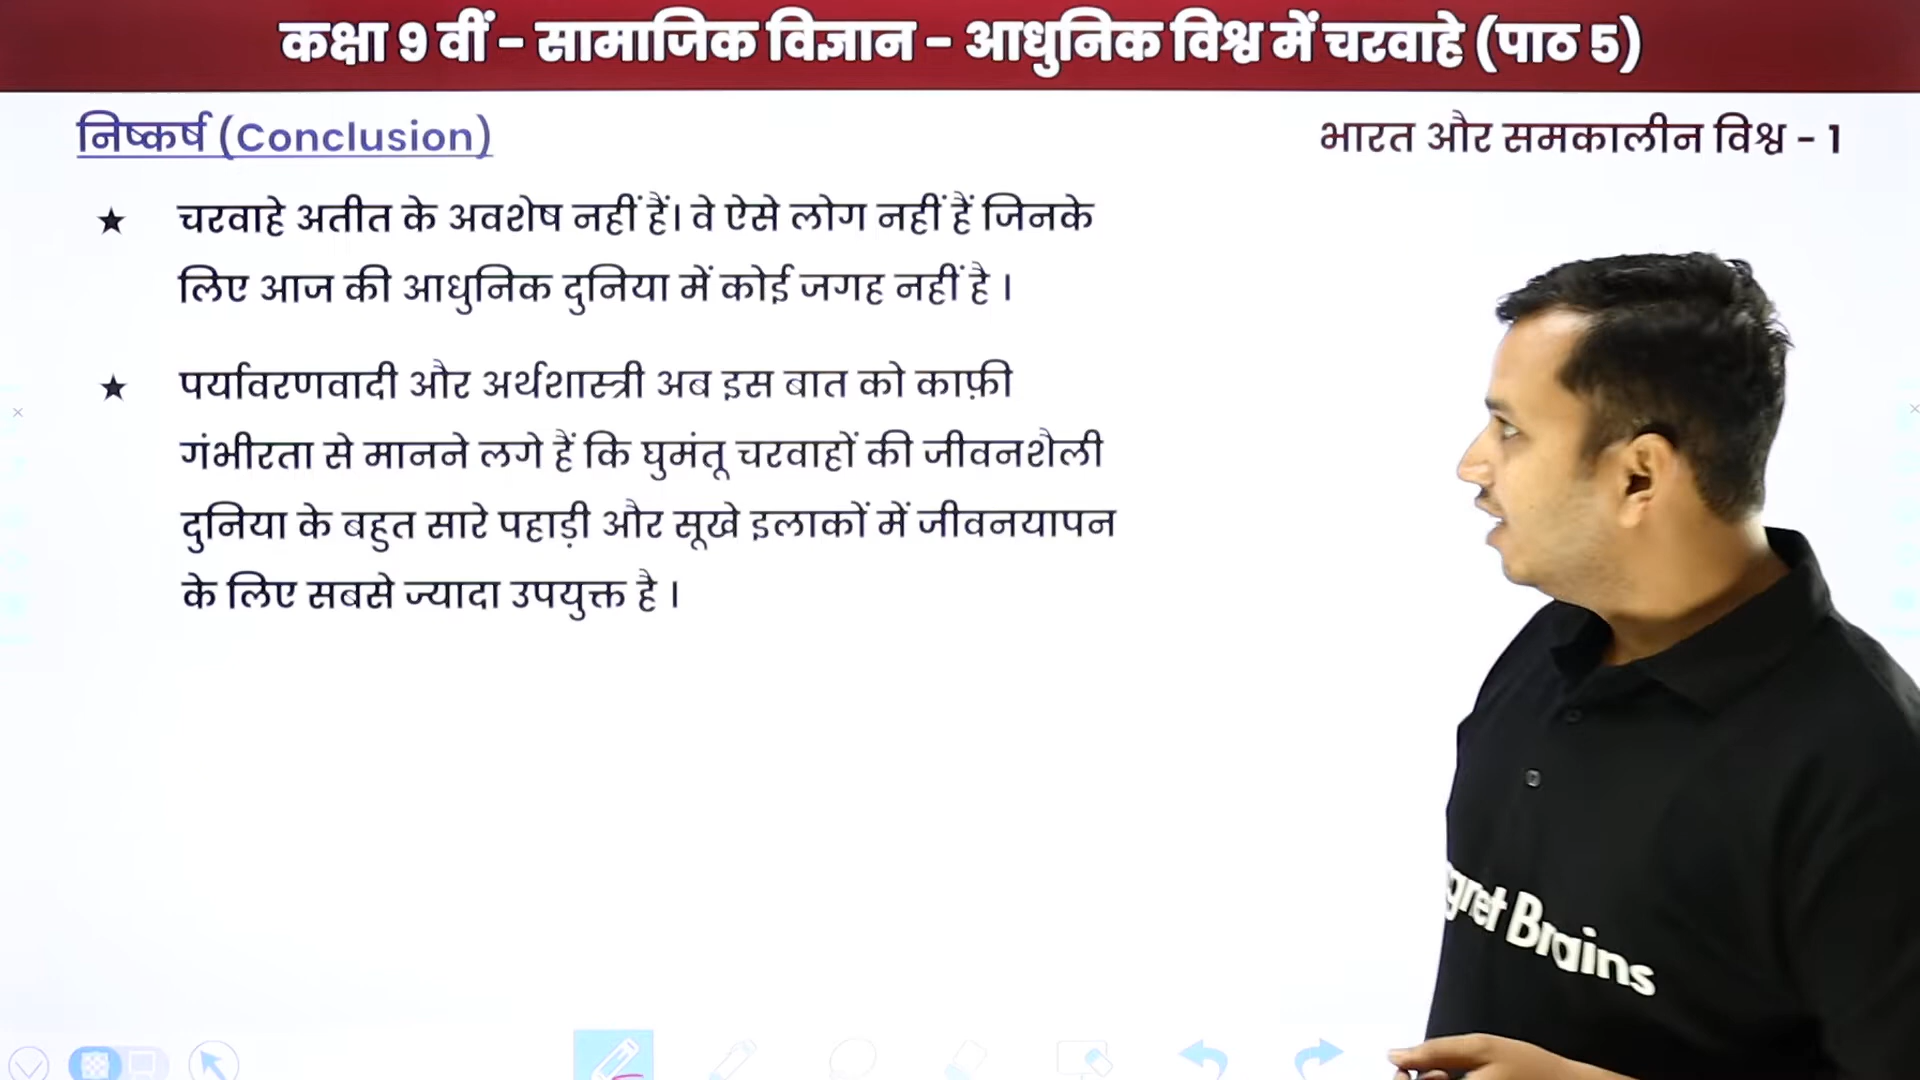 कक्षा 9 वीं - सामाजिक विज्ञान - आधुनिक विश्व में चरवाहे (पाठ 5)
निष्कर्ष (Conclusion)
भारत और समकालीन विश्व - 1
★ चरवाहे अतीत के अवशेष नहीं हैं। वे ऐसे लोग नहीं हैं जिनके
लिए आज की आधुनिक दुनिया में कोई जगह नहीं है ।
★ पर्यावरणवादी और अर्थशास्त्री अब इस बात को काफ़ी
गंभीरता से मानने लगे हैं कि घुमंतू चरवाहों की जीवनशैली
दुनिया के बहुत सारे पहाड़ी और सूखे इलाकों में जीवनयापन
के लिए सबसे ज्यादा उपयुक्त है ।
gnet Brains